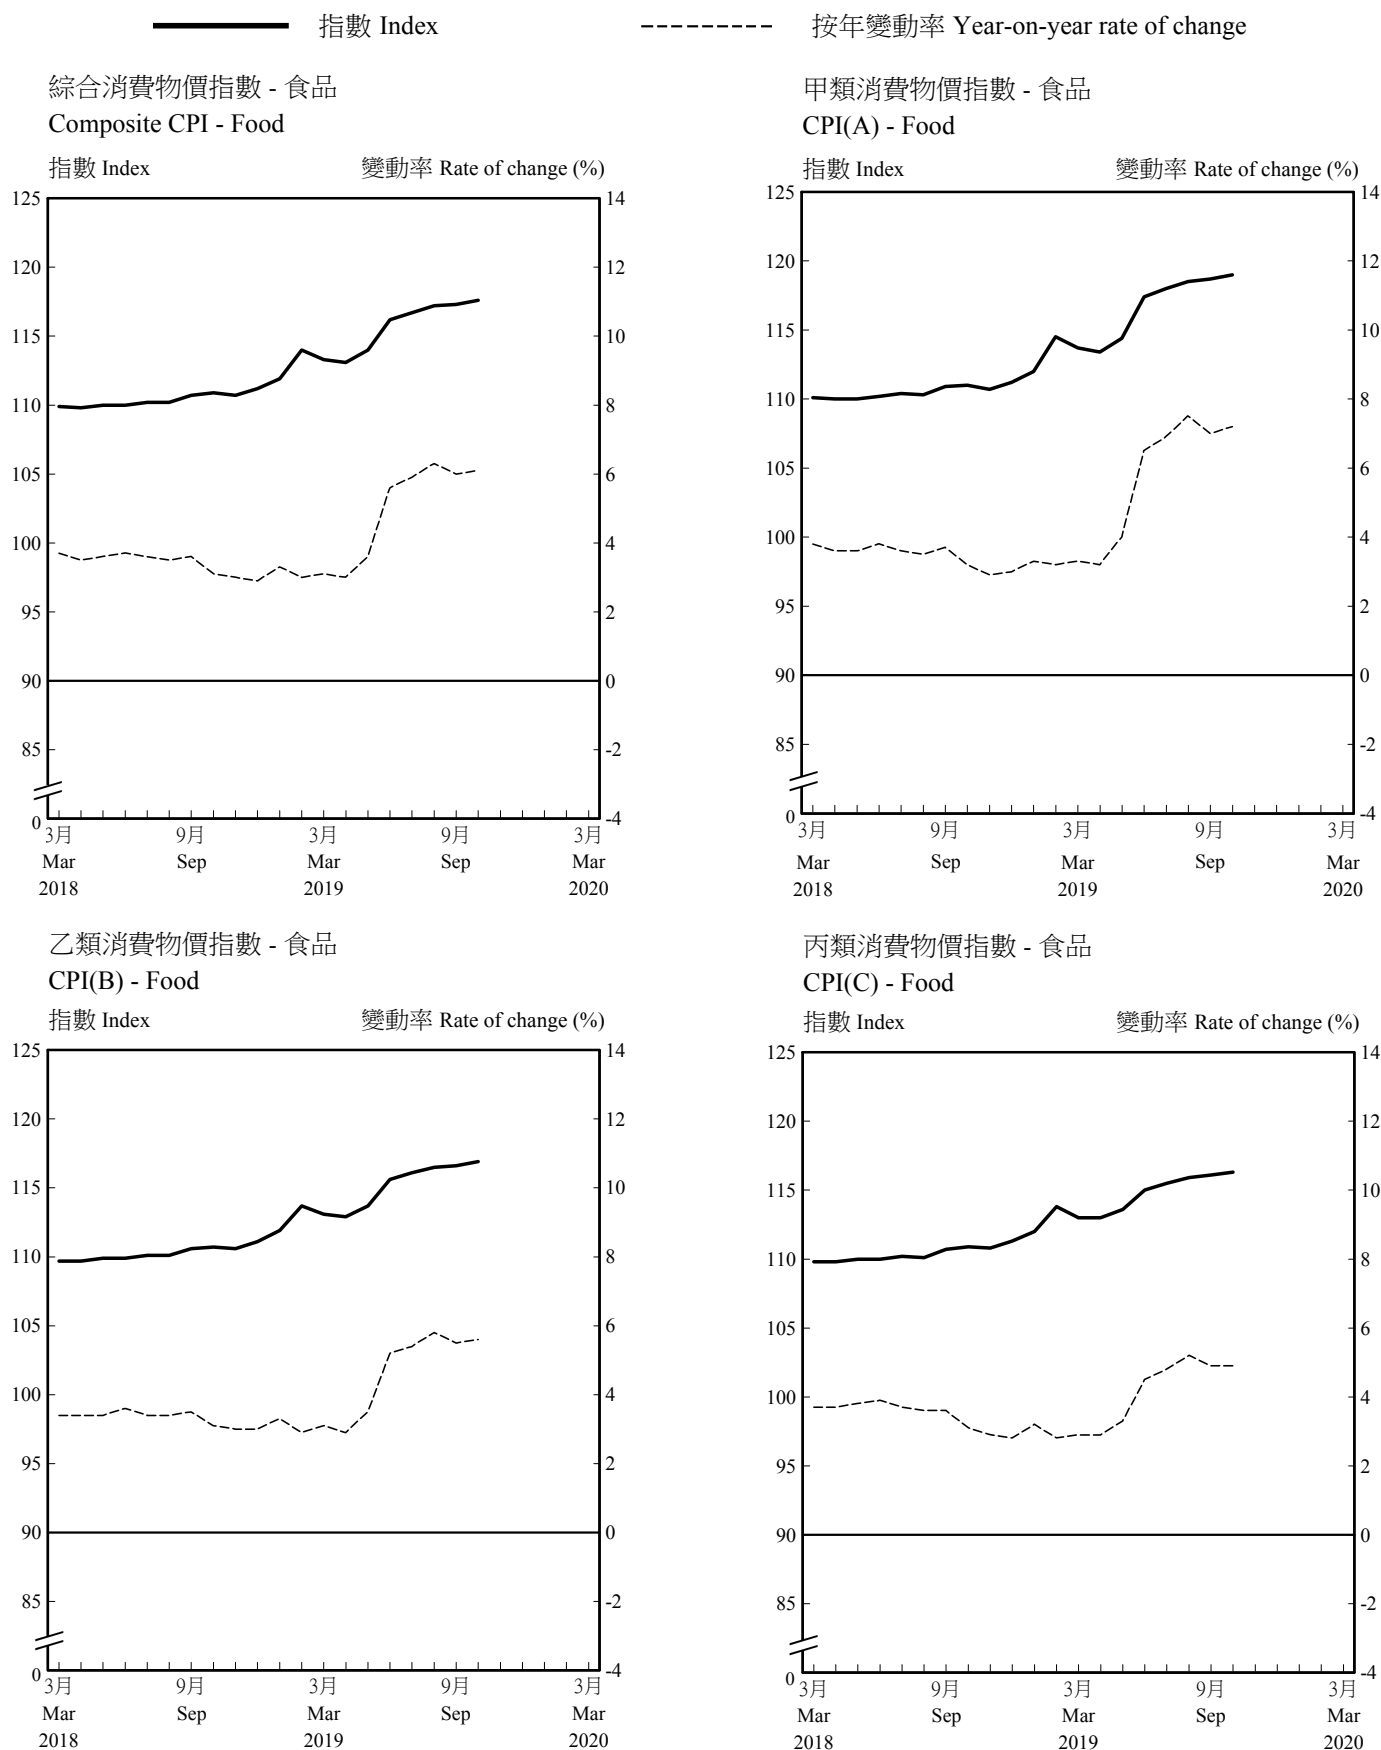 指數 Index
按年變動率 Year-on-year rate of change
綜合消費物價指數 - 食品
Composite CPI - Food
指數 Index
變動率 Rate of change (%)
125
120
115
110
105
100
95
90
85
0
14
12
10
8
6
4
2
0
-2
-4
3月
Mar
2018
9月
Sep
3月
Mar
2019
9月
Sep
3月
Mar
2020
甲類消費物價指數 - 食品
CPI(A) - Food
指數 Index
變動率 Rate of change (%)
125
120
115
110
105
100
95
90
85
0
14
12
10
8
6
4
2
0
-2
-4
3月
Mar
2018
9月
Sep
3月
Mar
2019
9月
Sep
3月
Mar
2020
乙類消費物價指數 - 食品
CPI(B) - Food
指數 Index
變動率 Rate of change (%)
125
120
115
110
105
100
95
90
85
0
14
12
10
8
6
4
2
0
-2
-4
3月
Mar
2018
9月
Sep
3月
Mar
2019
9月
Sep
3月
Mar
2020
丙類消費物價指數 - 食品
CPI(C) - Food
指數 Index
變動率 Rate of change (%)
125
120
115
110
105
100
95
90
85
0
14
12
10
8
6
4
2
0
-2
-4
3月
Mar
2018
9月
Sep
3月
Mar
2019
9月
Sep
3月
Mar
2020